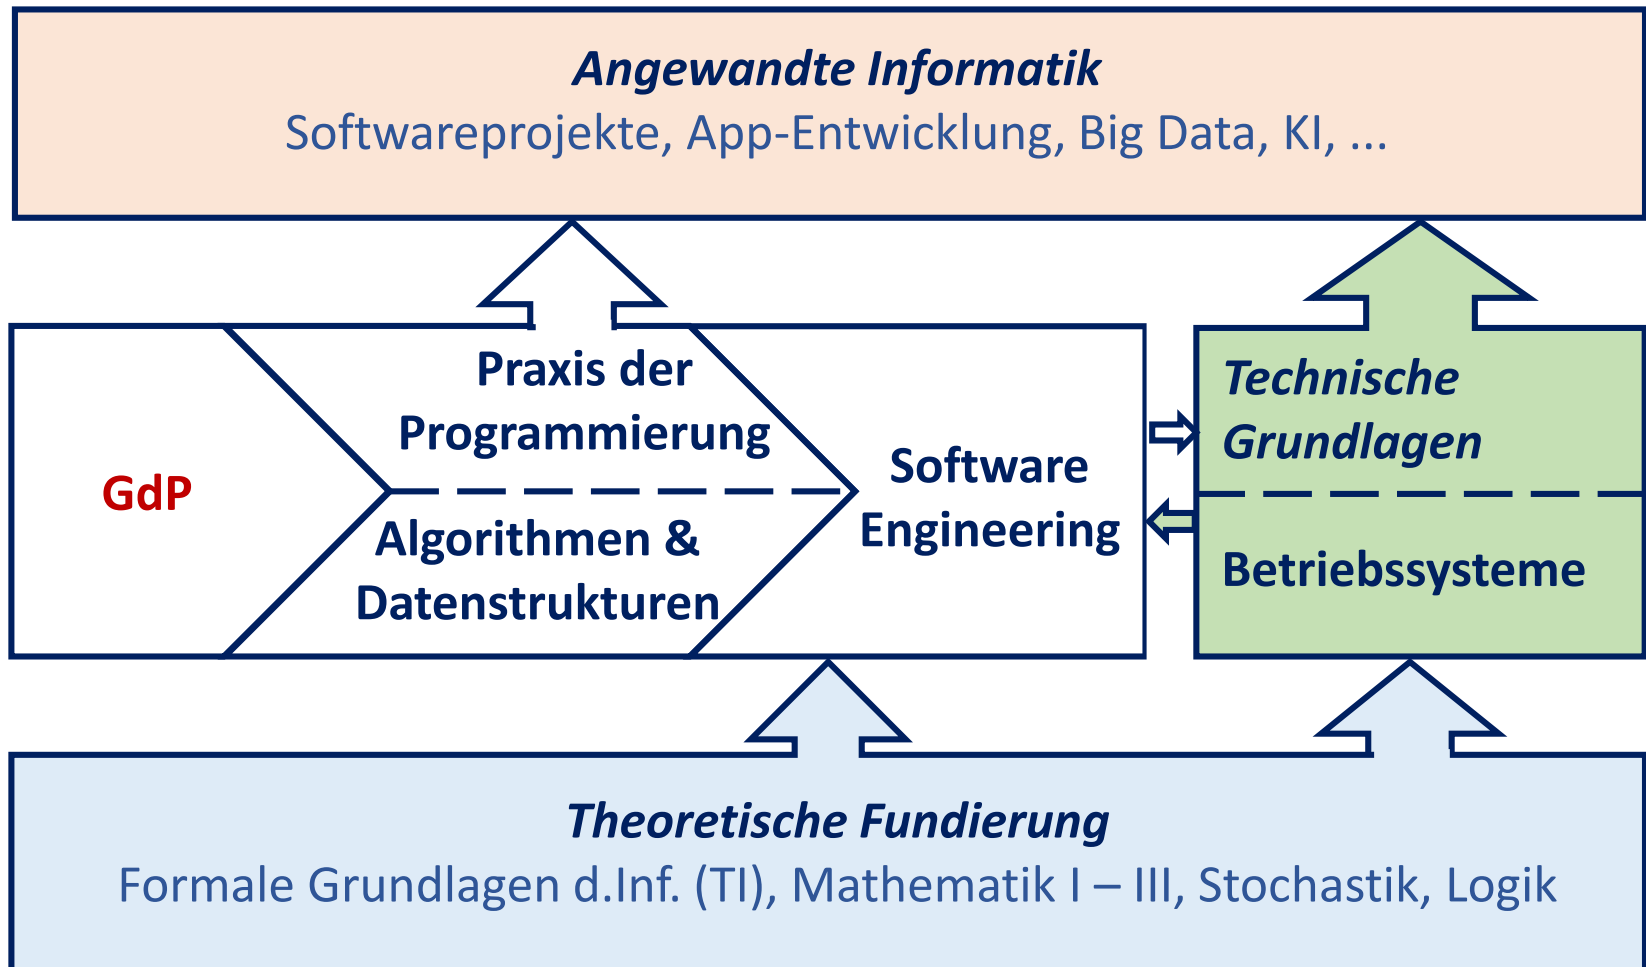 Angewandte Informatik
Softwareprojekte, App-Entwicklung, Big Data, KI, ...
GdP
Praxis der
Programmierung
Algorithmen &
Datenstrukturen
Software
Engineering
Technische
Grundlagen
Betriebssysteme
Theoretische Fundierung
Formale Grundlagen d.Inf. (TI), Mathematik I – III, Stochastik, Logik